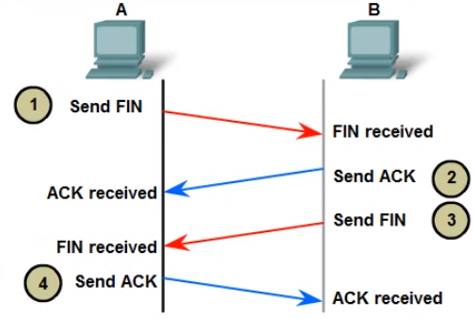 A
B
1
Send FIN
FIN received
Send ACK
2
ACK received
Send FIN
3
FIN received
4
Send ACK
ACK received